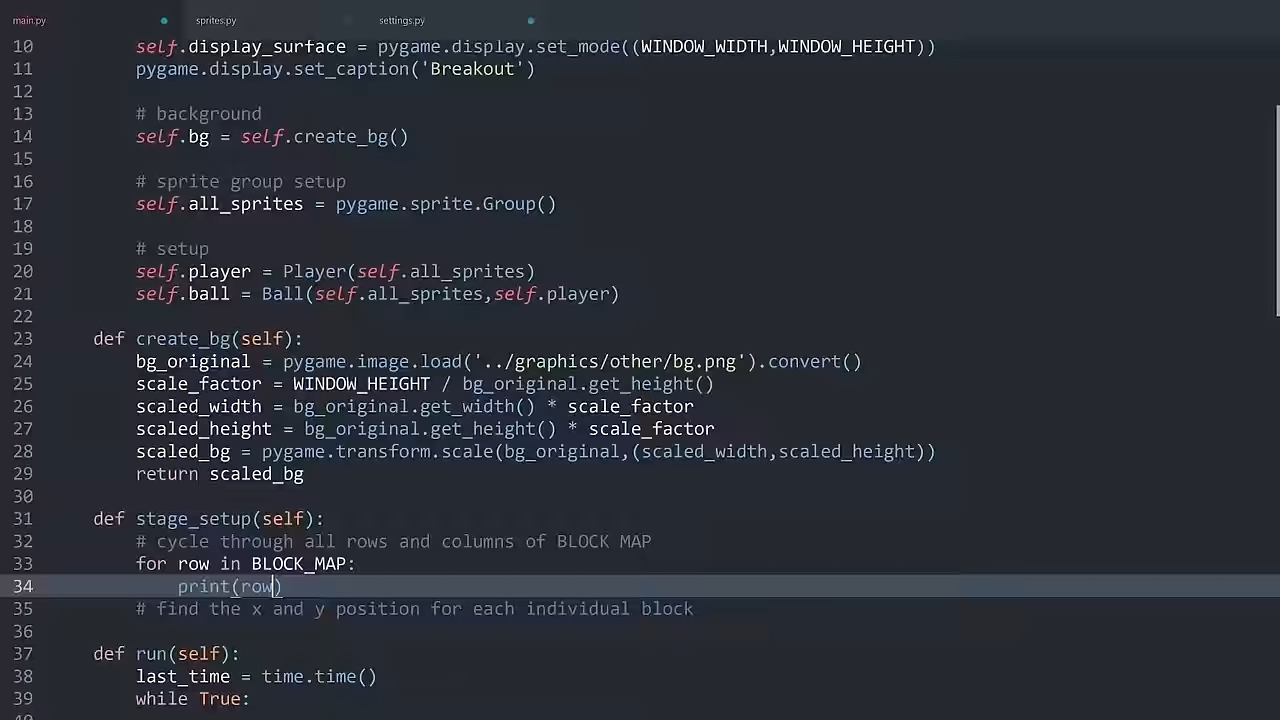 main.py sprites.py settings.py
10 self.display_surface = pygame.display.set_mode((WINDOW_WIDTH,WINDOW_HEIGHT))
11 pygame.display.set_caption('Breakout')
12
13 # background
14 self.bg = self.create_bg()
15
16 # sprite group setup
17 self.all_sprites = pygame.sprite.Group()
18
19 # setup
20 self.player = Player(self.all_sprites)
21 self.ball = Ball(self.all_sprites,self.player)
22
23 def create_bg(self):
24 bg_original = pygame.image.load('../graphics/other/bg.png').convert()
25 scale_factor = WINDOW_HEIGHT / bg_original.get_height()
26 scaled_width = bg_original.get_width() * scale_factor
27 scaled_height = bg_original.get_height() * scale_factor
28 scaled_bg = pygame.transform.scale(bg_original,(scaled_width,scaled_height))
29 return scaled_bg
30
31 def stage_setup(self):
32 # cycle through all rows and columns of BLOCK MAP
33 for row in BLOCK_MAP:
34 print(row)
35 # find the x and y position for each individual block
36
37 def run(self):
38 last_time = time.time()
39 while True: